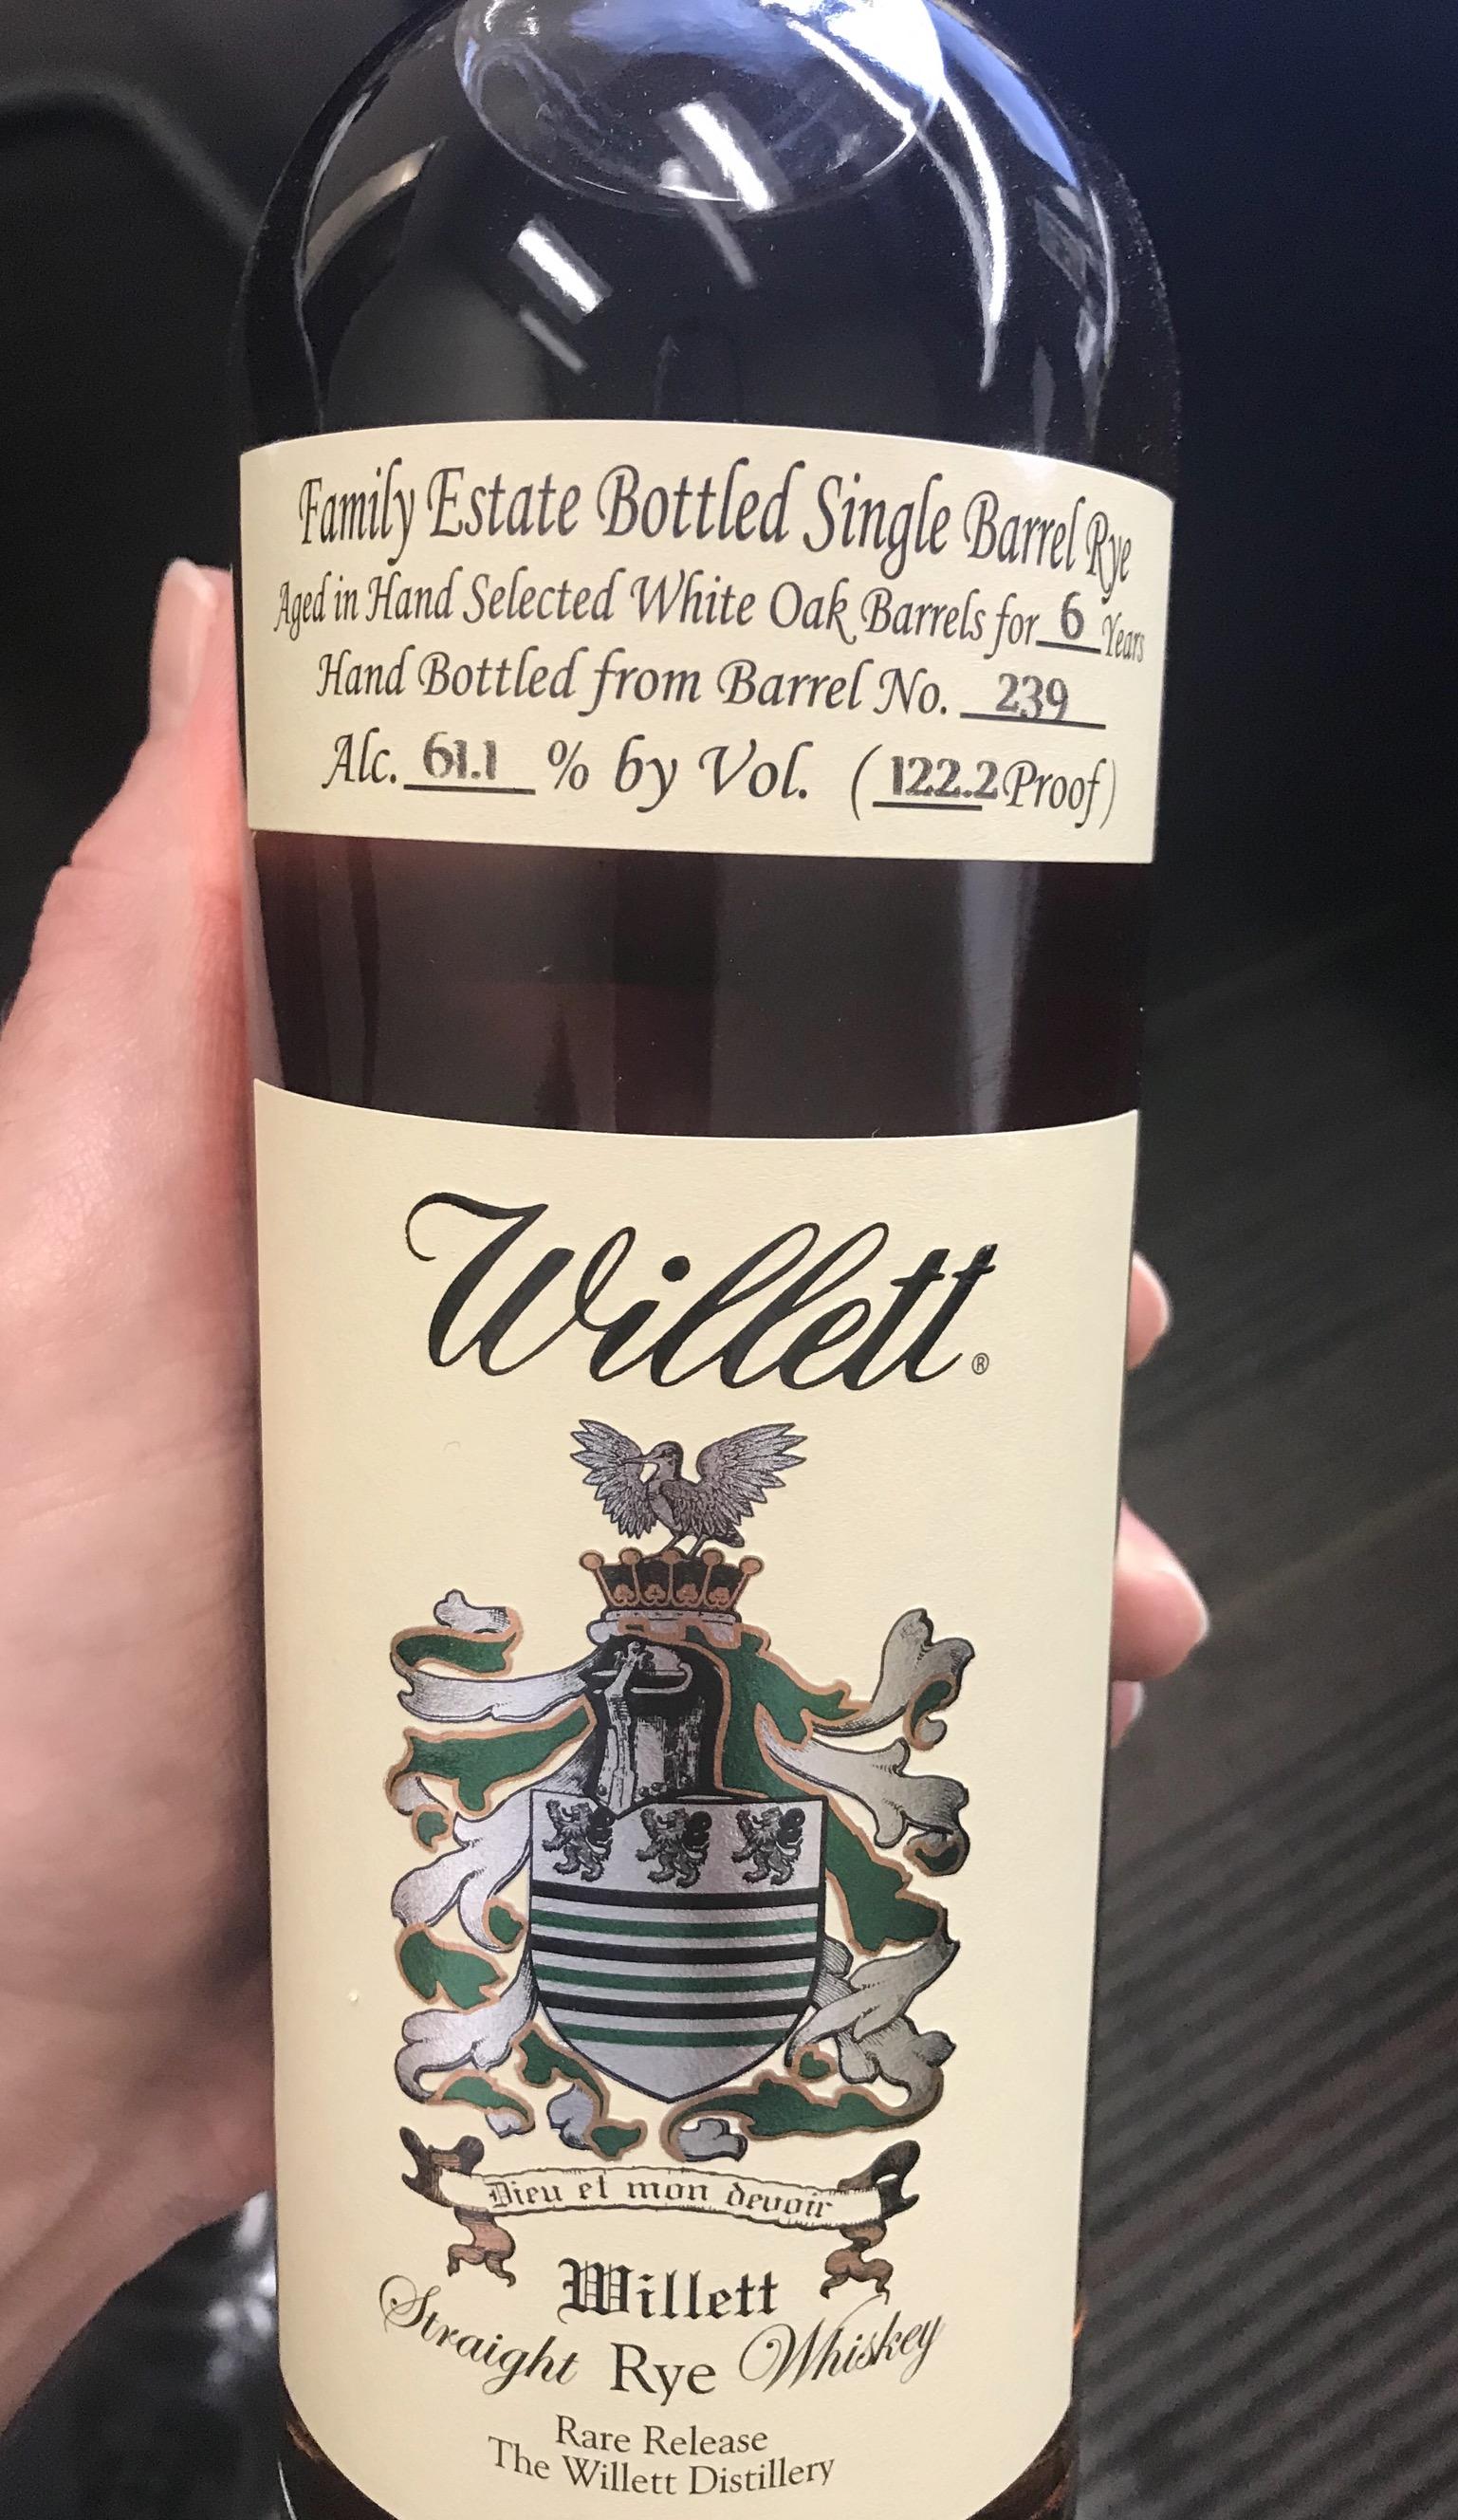 Family Estate Bottled Single Barrel Rye
Aged in Hand Selected White Oak Barrels for 6 Years
Hand Bottled from Barrel No. 239
Alc. 61.1 % by Vol. (122.2 Proof)
Willett®
Dieu et mon devoir
Willett
Straight Rye Whiskey
Rare Release
The Willett Distillery